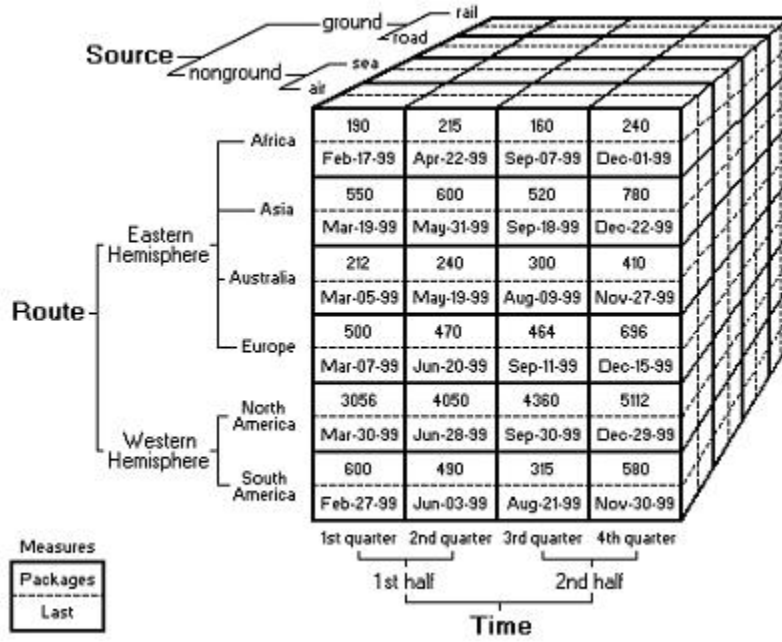 ground
rail
road
Source
nonground
sea
air
Africa
190 215 160 240
Feb-17-99 Apr-22-99 Sep-07-99 Dec-01-99
Asia
550 600 520 780
Mar-19-99 May-31-99 Sep-18-99 Dec-22-99
Eastern
Hemisphere
Australia
212 240 300 410
Mar-05-99 May-19-99 Aug-09-99 Nov-27-99
Route
Europe
500 470 464 696
Mar-07-99 Jun-20-99 Sep-11-99 Dec-15-99
North
America
3056 4050 4360 5112
Mar-30-99 Jun-28-99 Sep-30-99 Dec-29-99
Western
Hemisphere
South
America
600 490 315 580
Feb-27-99 Jun-03-99 Aug-21-99 Nov-30-99
1st quarter 2nd quarter 3rd quarter 4th quarter
1st half 2nd half
Time
Measures
Packages
Last